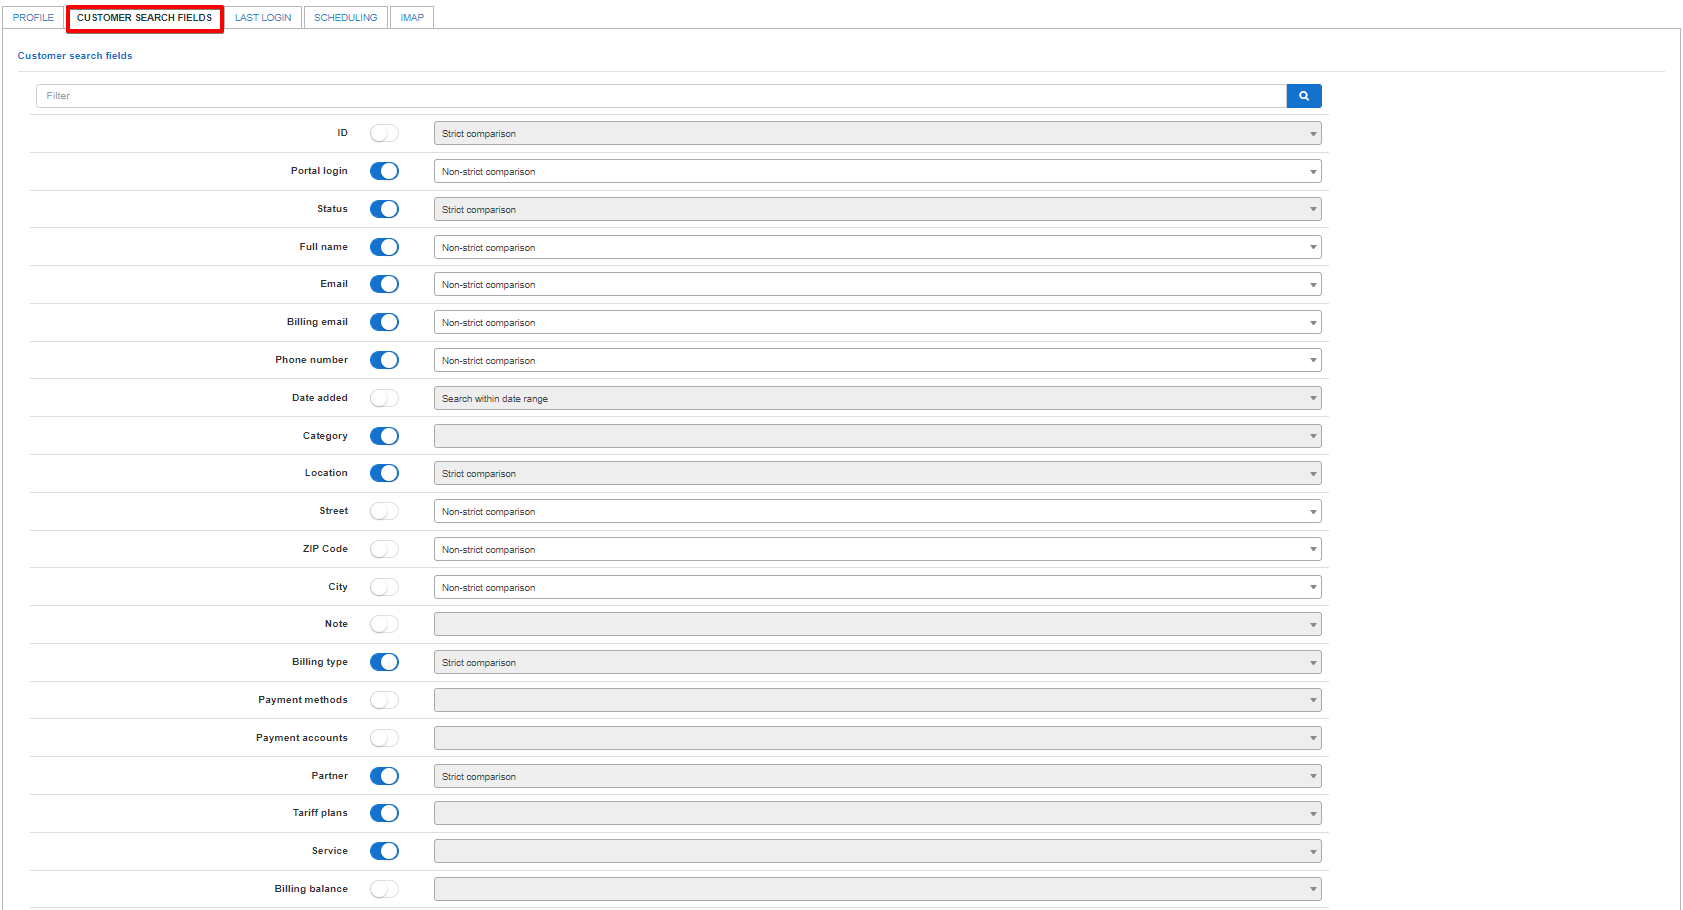 PROFILE CUSTOMER SEARCH FIELDS LAST LOGIN SCHEDULING IMAP
Customer search fields
Filter
ID Strict comparison
Portal login Non-strict comparison
Status Strict comparison
Full name Non-strict comparison
Email Non-strict comparison
Billing email Non-strict comparison
Phone number Non-strict comparison
Date added Search within date range
Category
Location Strict comparison
Street Non-strict comparison
ZIP Code Non-strict comparison
City Non-strict comparison
Note
Billing type Strict comparison
Payment methods
Payment accounts
Partner Strict comparison
Tariff plans
Service
Billing balance